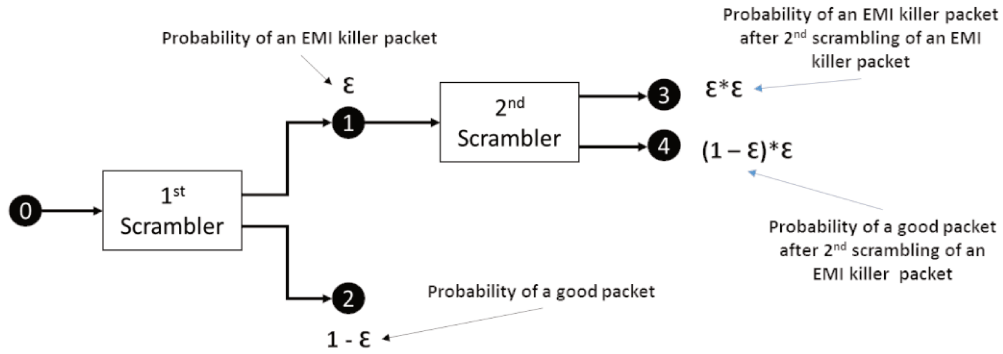 Probability of an EMI killer packet
after 2nd scrambling of an EMI
killer packet
Probability of an EMI killer packet
Ɛ
1
2nd
Scrambler
3
Ɛ*Ɛ
4
(1 – Ɛ)*Ɛ
0
1st
Scrambler
Probability of a good packet
after 2nd scrambling of an
EMI killer packet
2
Probability of a good packet
1 - Ɛ